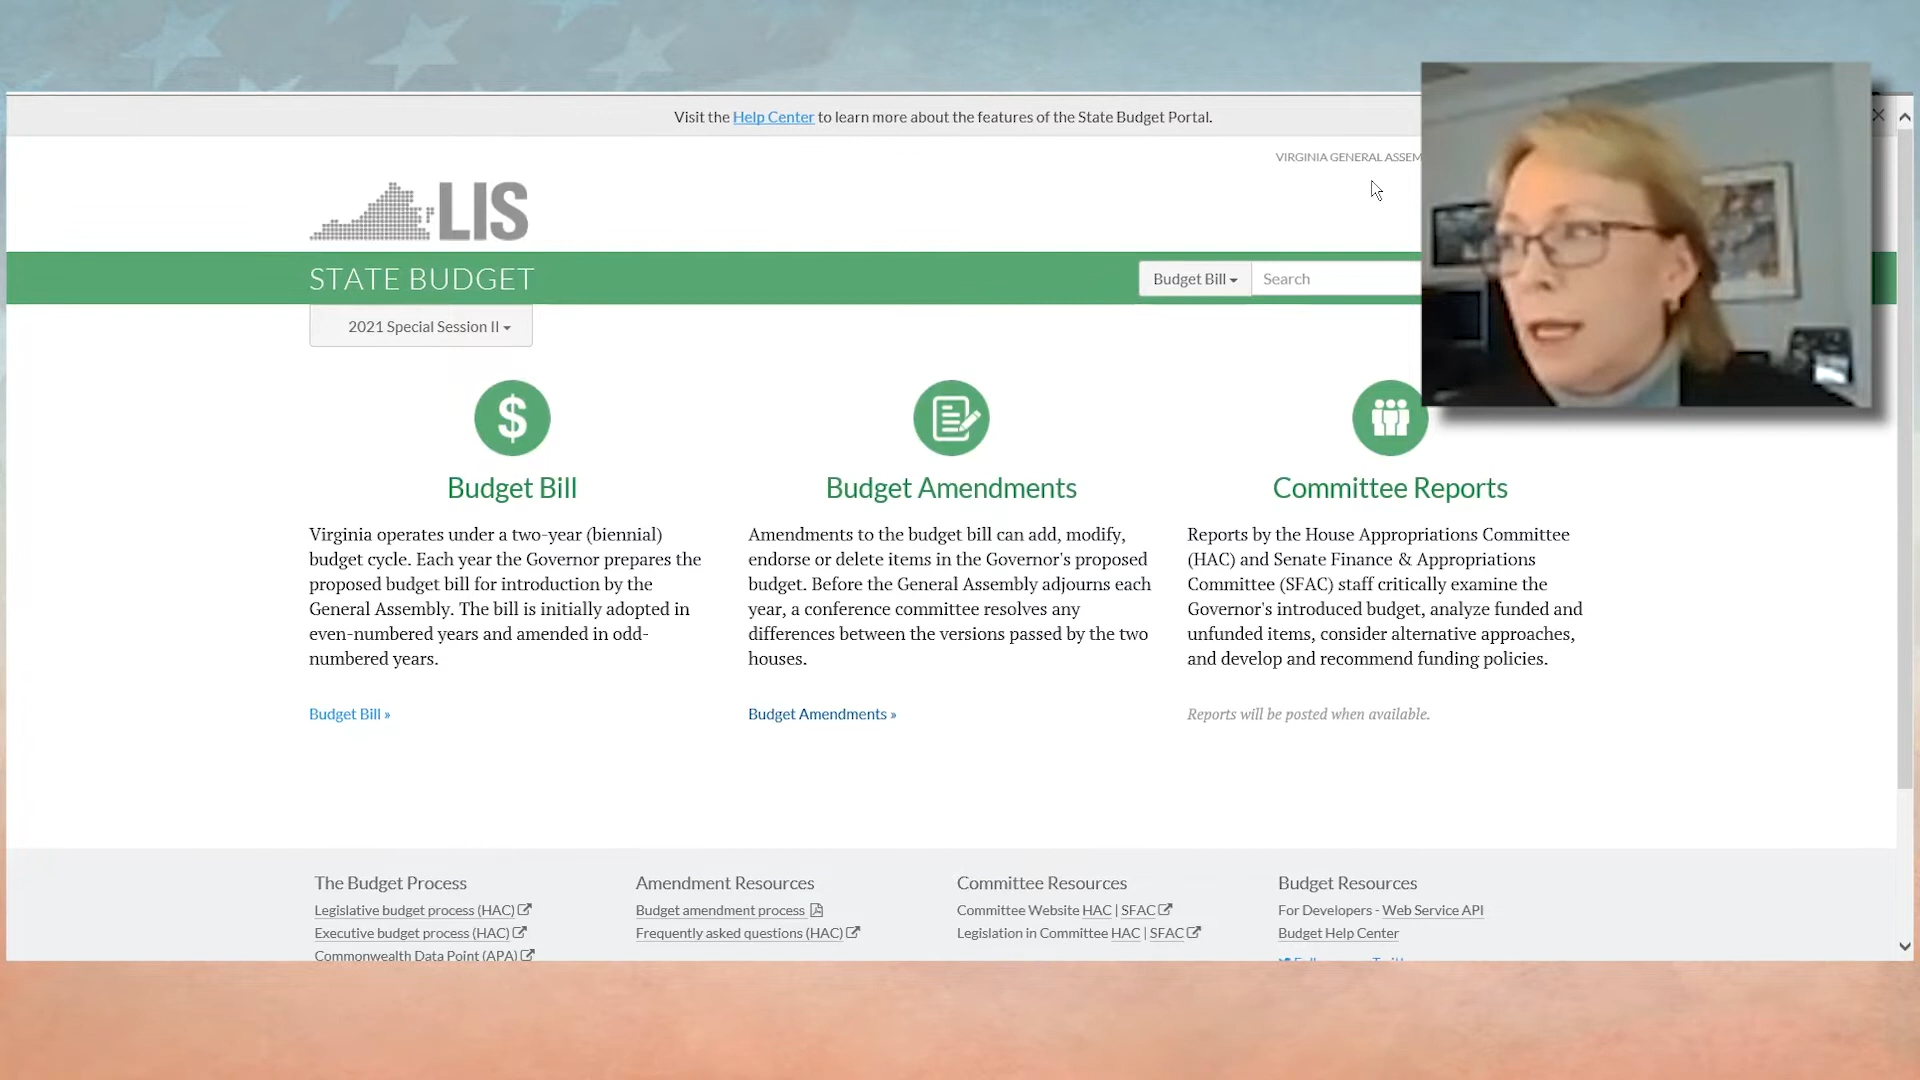 Visit the Help Center to learn more about the features of the State Budget Portal.
VIRGINIA GENERAL ASSEM
LIS
STATE BUDGET
Budget Bill
Search
2021 Special Session II
$
Budget Bill
Virginia operates under a two-year (biennial)
budget cycle. Each year the Governor prepares the
proposed budget bill for introduction by the
General Assembly. The bill is initially adopted in
even-numbered years and amended in odd-
numbered years.
Budget Bill »
Budget Amendments
Amendments to the budget bill can add, modify,
endorse or delete items in the Governor's proposed
budget. Before the General Assembly adjourns each
year, a conference committee resolves any
differences between the versions passed by the two
houses.
Budget Amendments »
Committee Reports
Reports by the House Appropriations Committee
(HAC) and Senate Finance & Appropriations
Committee (SFAC) staff critically examine the
Governor's introduced budget, analyze funded and
unfunded items, consider alternative approaches,
and develop and recommend funding policies.
Reports will be posted when available.
The Budget Process
Legislative budget process (HAC)
Executive budget process (HAC)
Commonwealth Data Point (APA)
Amendment Resources
Budget amendment process
Frequently asked questions (HAC)
Committee Resources
Committee Website HAC | SFAC
Legislation in Committee HAC | SFAC
Budget Resources
For Developers - Web Service API
Budget Help Center